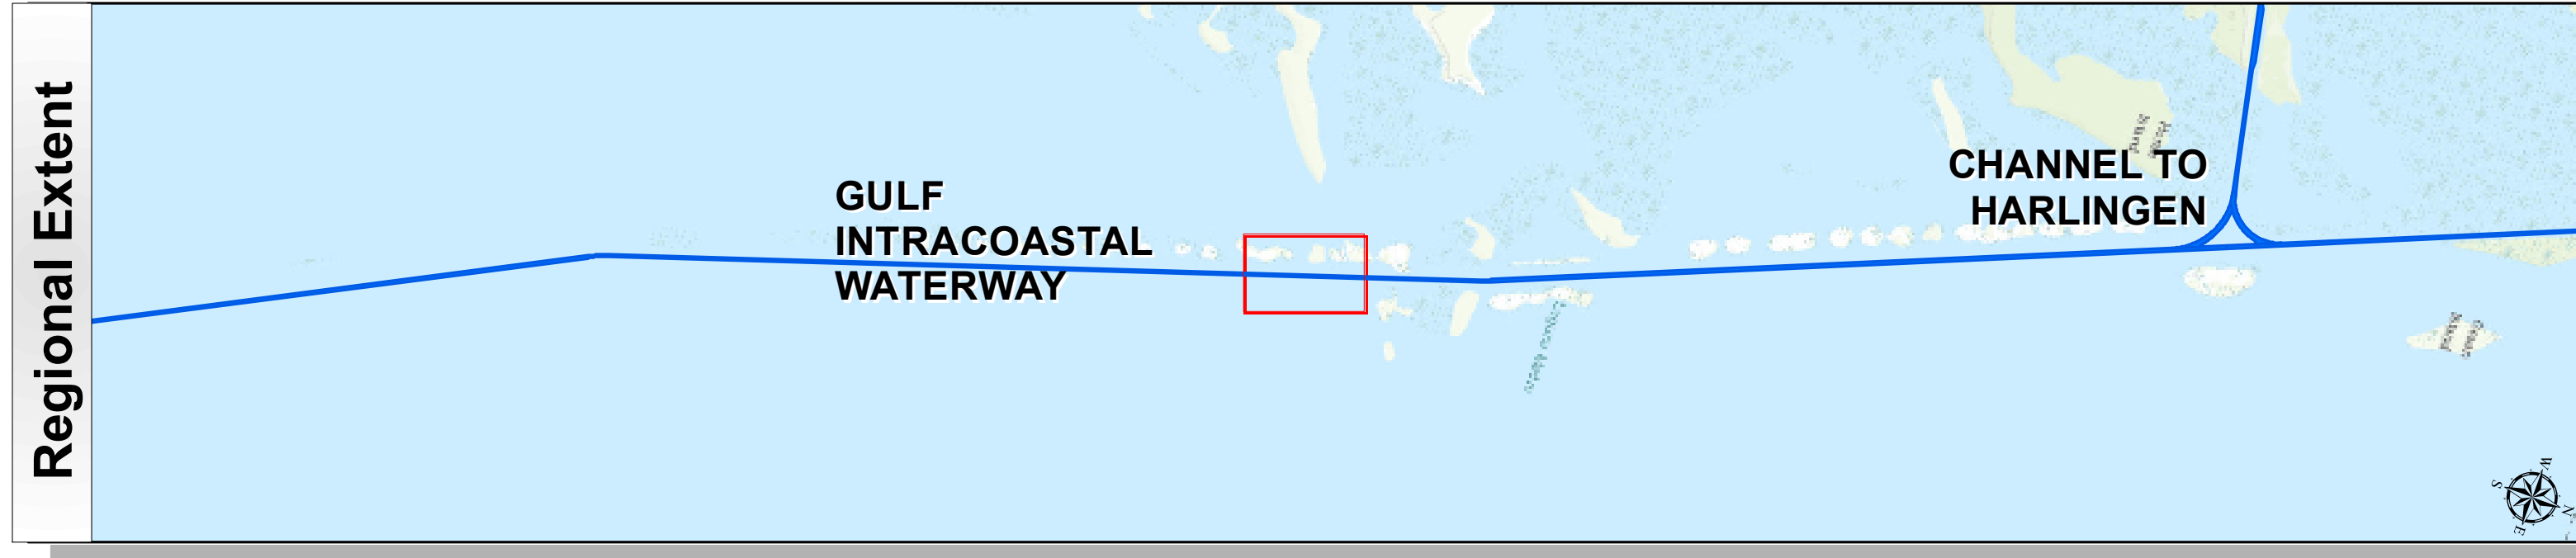 Regional Extent
GULF
INTRACOASTAL
WATERWAY
CHANNEL TO
HARLINGEN
W
S
N
E